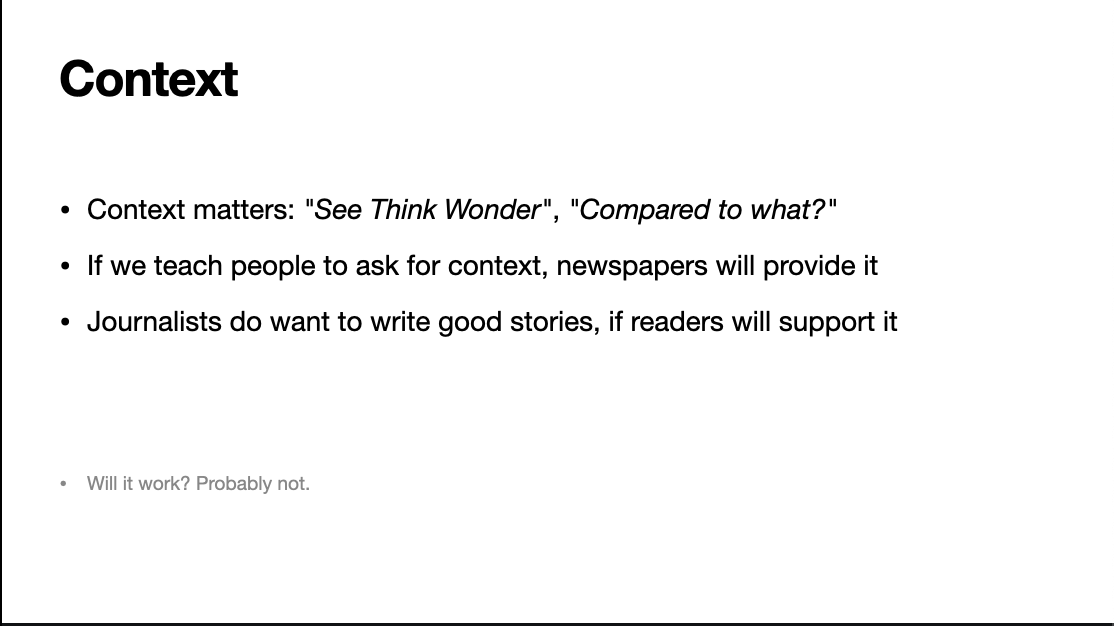 Context
• Context matters: "See Think Wonder", "Compared to what?"
• If we teach people to ask for context, newspapers will provide it
• Journalists do want to write good stories, if readers will support it
• Will it work? Probably not.